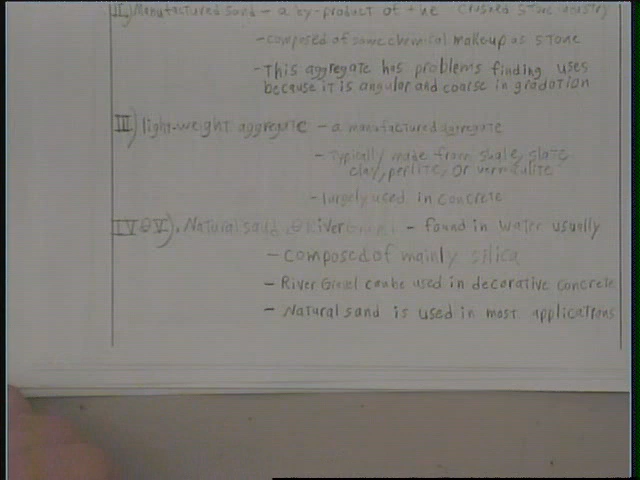 II) Manufactured sand - a by-product of the crushed stone industry
- composed of same chemical makeup as stone
- This aggregate has problems finding uses
because it is angular and coarse in gradation
III) light-weight aggregate - a manufactured aggregate
- typically made from shale, slate
clay, perlite, or vermiculite
- largely used in concrete
IV & V). Natural sand & River Gravel - found in water usually
- composed of mainly silica
- River Gravel can be used in decorative concrete
- Natural sand is used in most applications